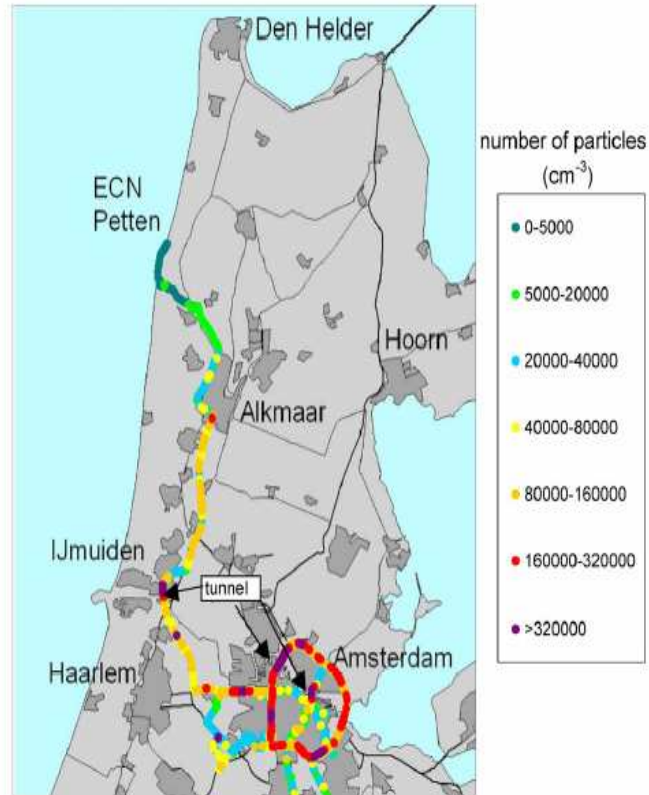 Den Helder
ECN
Petten
Hoorn
Alkmaar
IJmuiden
tunnel
Haarlem
Amsterdam
number of particles
(cm-3)
0-5000
5000-20000
20000-40000
40000-80000
80000-160000
160000-320000
>320000